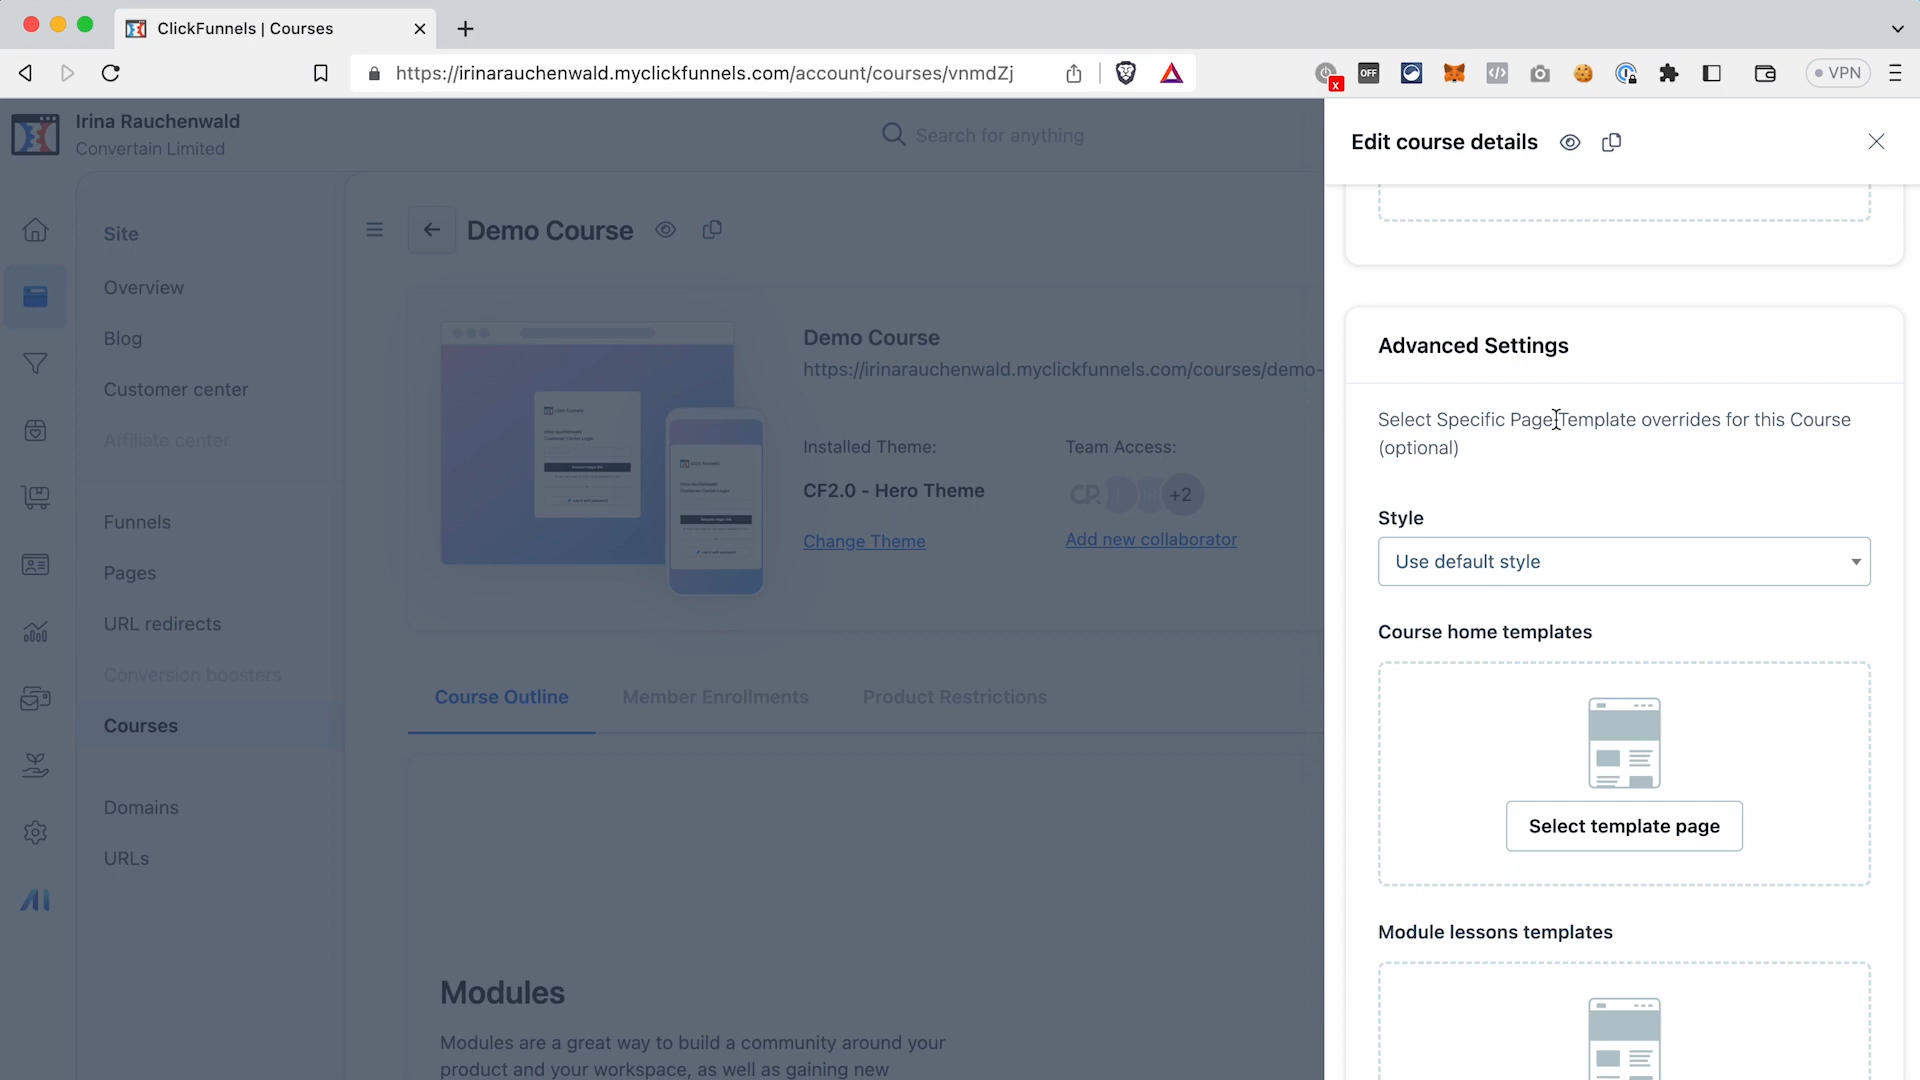 ClickFunnels | Courses
https://irinarauchenwald.myclickfunnels.com/account/courses/vnmdZj
OFF
x
VPN
Irina Rauchenwald
Convertain Limited
Search for anything
Edit course details
Site
Overview
Blog
Customer center
Affiliate center
Funnels
Pages
URL redirects
Conversion boosters
Courses
Domains
URLs
Demo Course
Demo Course
https://irinarauchenwald.myclickfunnels.com/courses/demo-
Installed Theme:
CF2.0 - Hero Theme
Change Theme
Team Access:
CP
+2
Add new collaborator
Course Outline
Member Enrollments
Product Restrictions
Modules
Modules are a great way to build a community around your
product and your workspace, as well as gaining new
Advanced Settings
Select Specific Page Template overrides for this Course
(optional)
Style
Use default style
Course home templates
Select template page
Module lessons templates